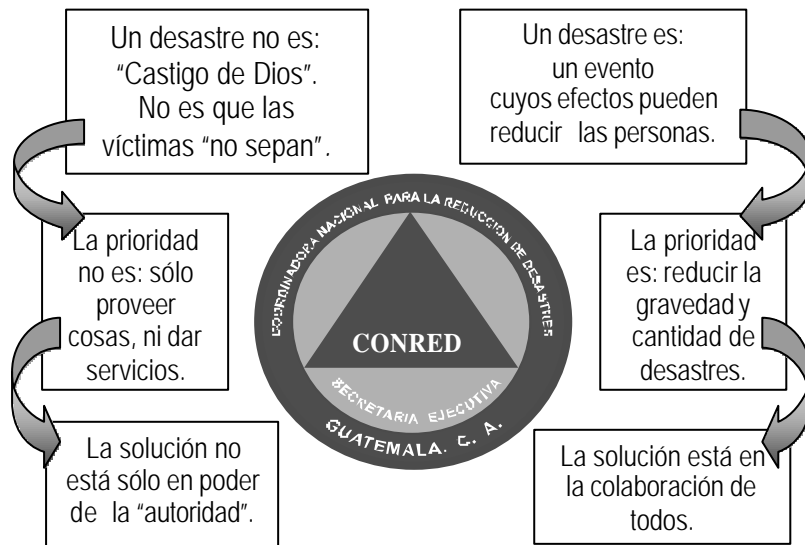 Un desastre no es:
“Castigo de Dios”.
No es que las
víctimas “no sepan”.
Un desastre es:
un evento
cuyos efectos pueden
reducir las personas.
La prioridad
no es: sólo
proveer
cosas, ni dar
servicios.
COORDINADORA NACIONAL PARA LA REDUCCION DE DESASTRES
CONRED
SECRETARIA EJECUTIVA
GUATEMALA. C. A.
La prioridad
es: reducir la
gravedad y
cantidad de
desastres.
La solución no
está sólo en poder
de la “autoridad”.
La solución está en
la colaboración de
todos.